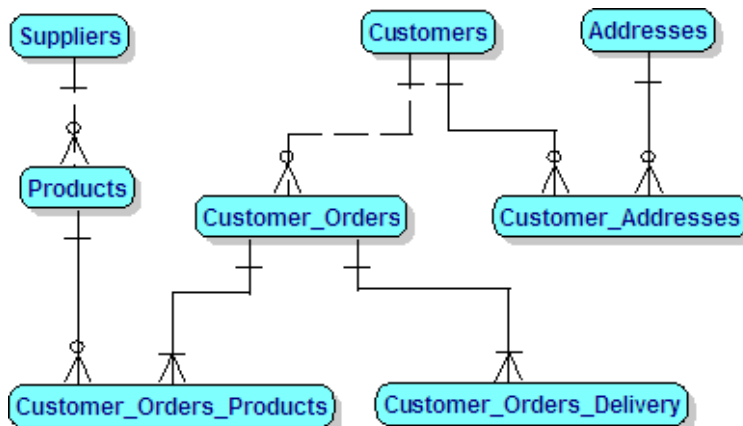 Suppliers
Customers
Addresses
Products
Customer_Orders
Customer_Addresses
Customer_Orders_Products
Customer_Orders_Delivery